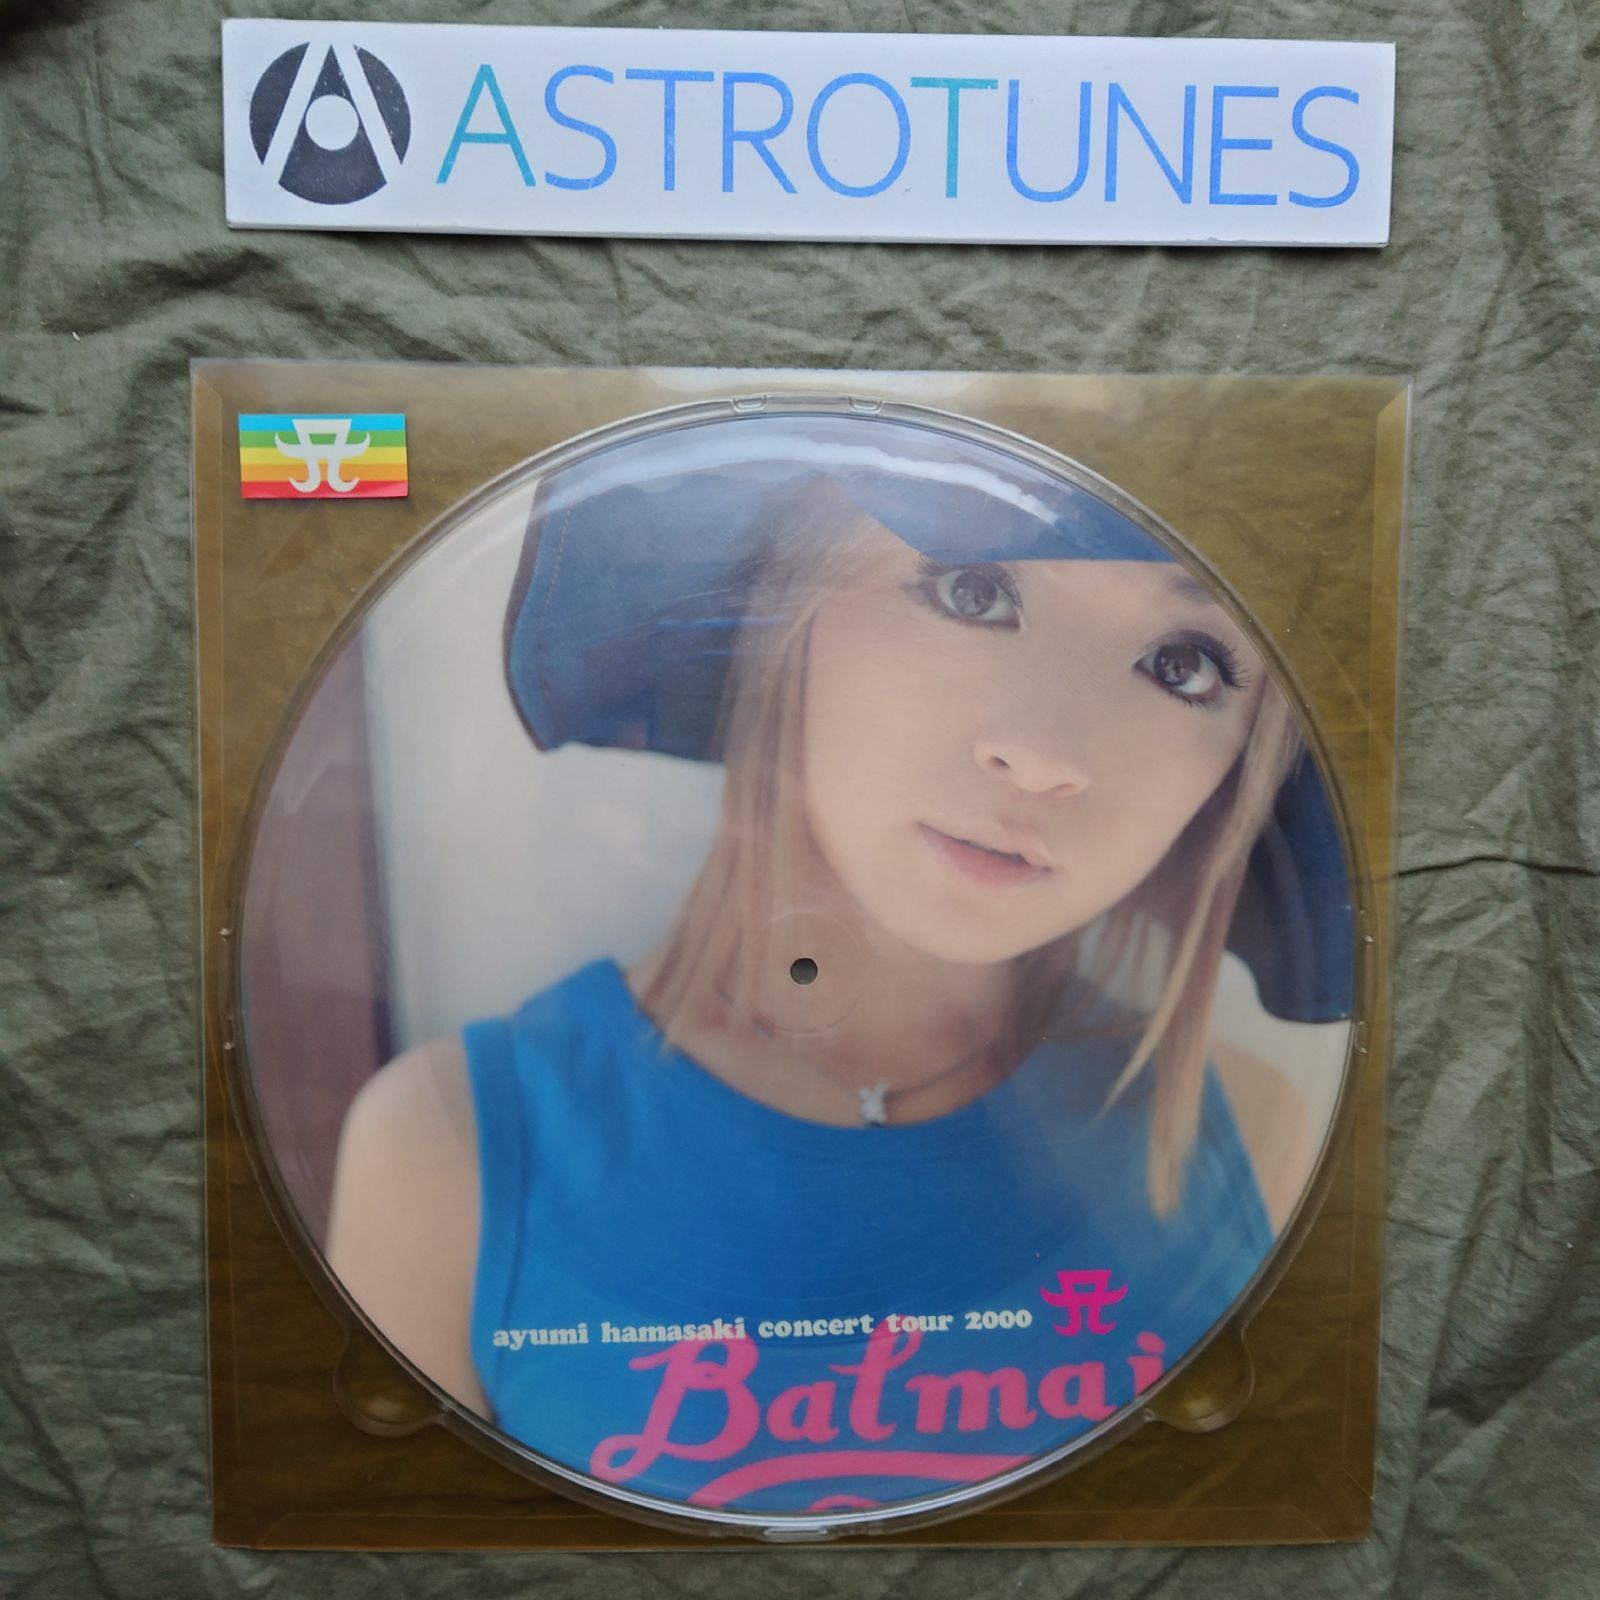 ASTROTUNES
ayumi hamasaki concert tour 2000 A
Balmai